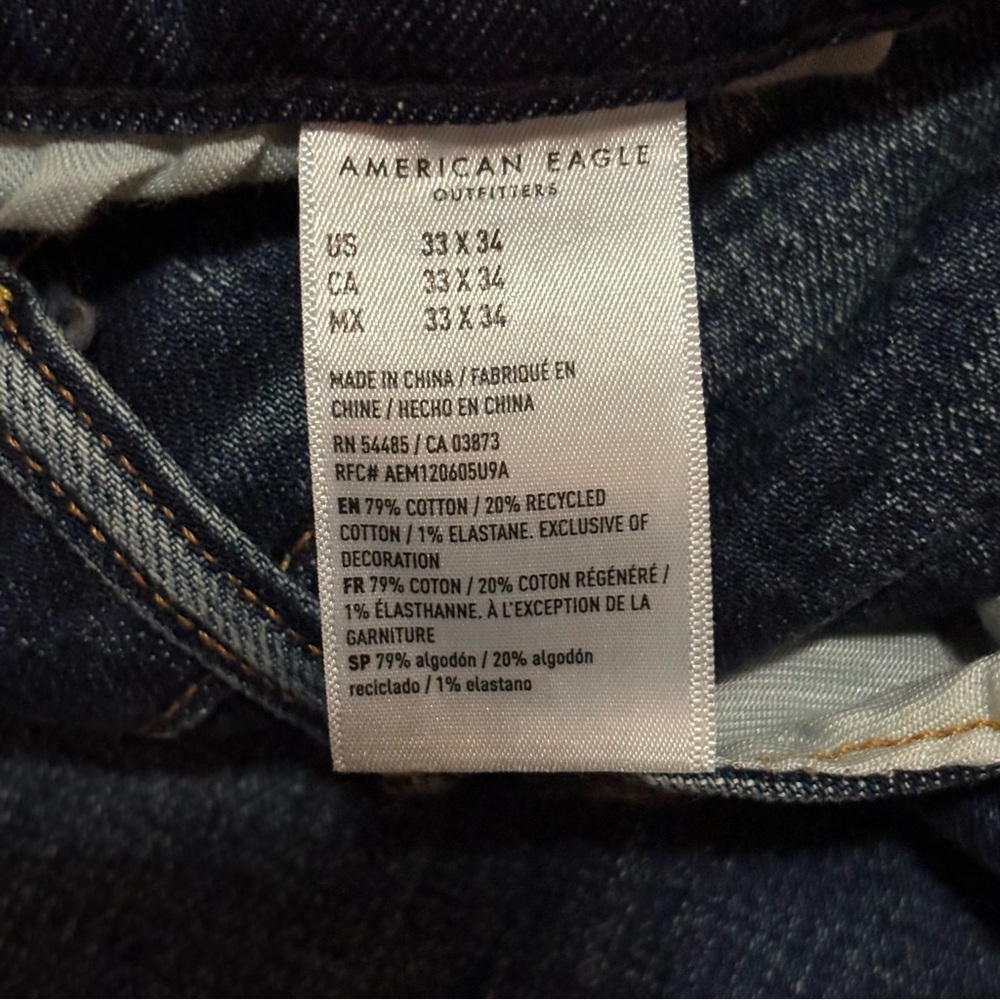 AMERICAN EAGLE
OUTFITTERS
US 33 X 34
CA 33 X 34
MX 33 X 34
MADE IN CHINA / FABRIQUÉ EN
CHINE / HECHO EN CHINA
RN 54485 / CA 03873
RFC# AEM120605U9A
EN 79% COTTON / 20% RECYCLED
COTTON / 1% ELASTANE. EXCLUSIVE OF
DECORATION
FR 79% COTON / 20% COTON RÉGÉNÉRÉ /
1% ÉLASTHANNE. À L'EXCEPTION DE LA
GARNITURE
SP 79% algodón / 20% algodón
reciclado / 1% elastano